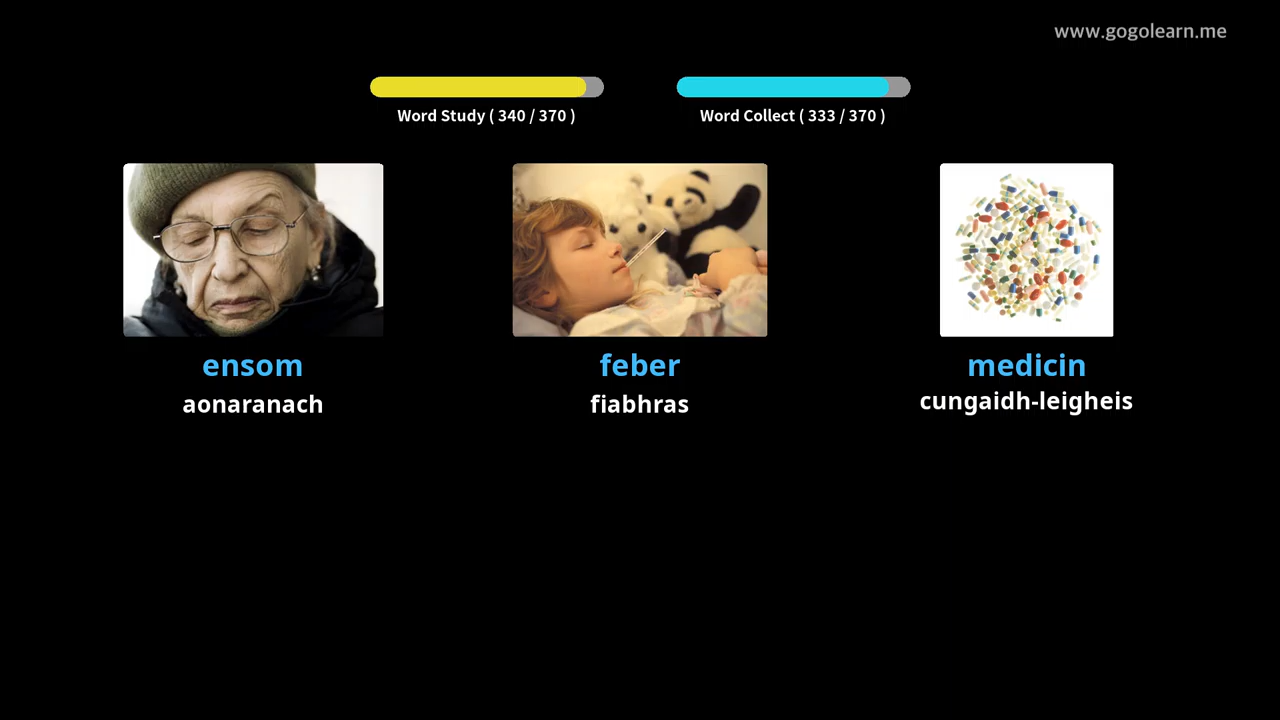 www.gogolearn.me
Word Study ( 340 / 370 )
Word Collect ( 333 / 370 )
ensom
aonaranach
feber
fiabhras
medicin
cungaidh-leigheis